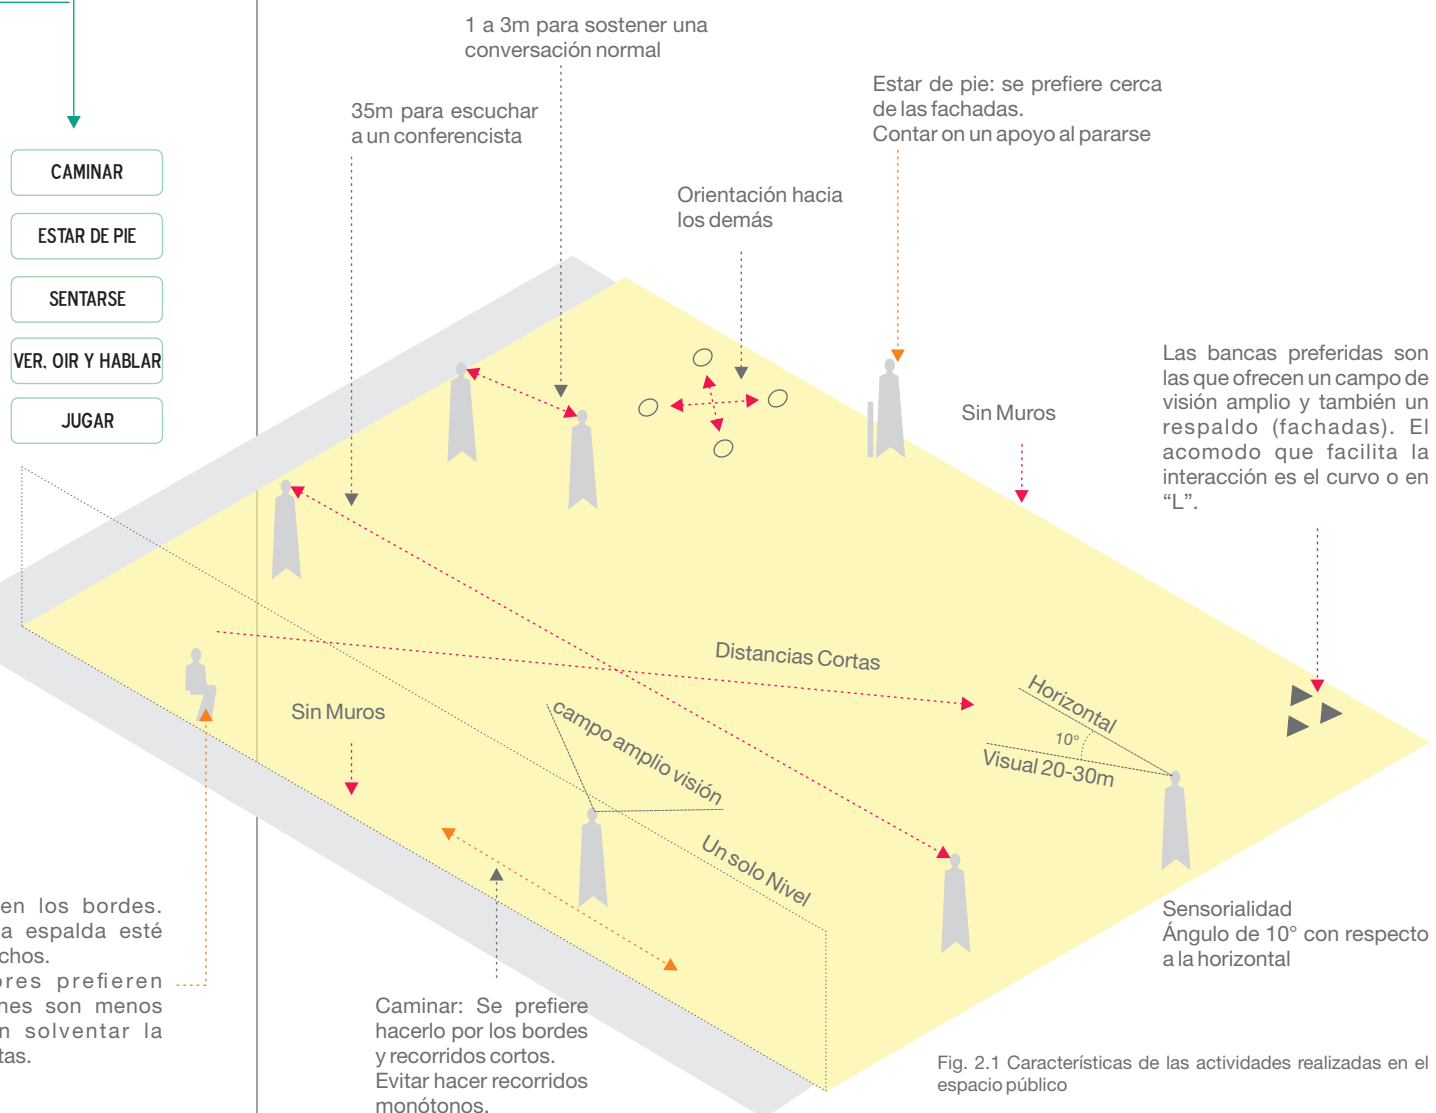 1 a 3m para sostener una
conversación normal
35m para escuchar
a un conferencista
Estar de pie: se prefiere cerca
de las fachadas.
Contar on un apoyo al pararse
Orientación hacia
los demás
CAMINAR
ESTAR DE PIE
SENTARSE
VER, OIR Y HABLAR
JUGAR
Sin Muros
Las bancas preferidas son
las que ofrecen un campo de
visión amplio y también un
respaldo (fachadas). El
acomodo que facilita la
interacción es el curvo o en
“L”.
Distancias Cortas
Sin Muros
campo amplio visión
Horizontal
10°
Visual 20-30m
Un solo Nivel
en los bordes.
a espalda esté
chos.
ores prefieren
nes son menos
n solventar la
tas.
Caminar: Se prefiere
hacerlo por los bordes
y recorridos cortos.
Evitar hacer recorridos
monótonos.
Sensorialidad
Ángulo de 10° con respecto
a la horizontal
Fig. 2.1 Características de las actividades realizadas en el
espacio público